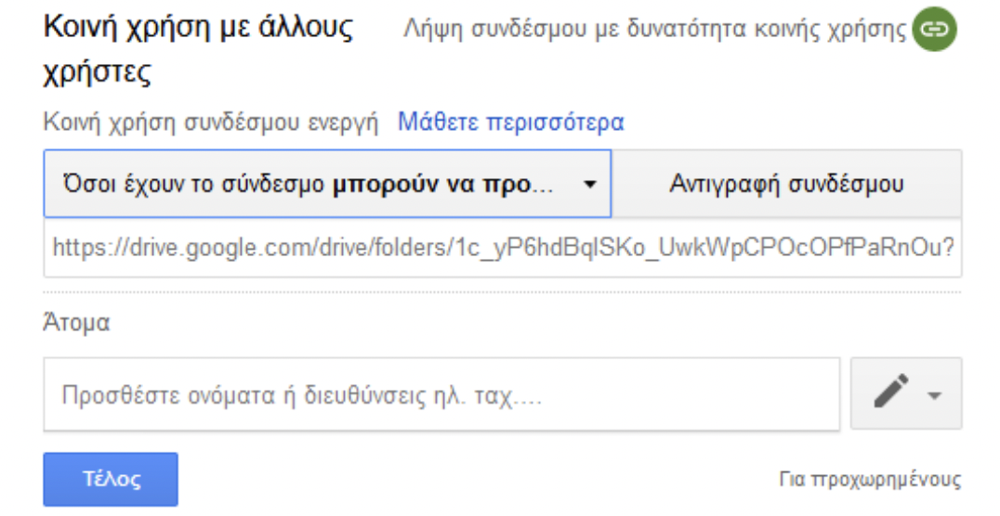 Κοινή χρήση με άλλους χρήστες
Λήψη συνδέσμου με δυνατότητα κοινής χρήσης
Κοινή χρήση συνδέσμου ενεργή Μάθετε περισσότερα
Όσοι έχουν το σύνδεσμο μπορούν να προ... Αντιγραφή συνδέσμου
https://drive.google.com/drive/folders/1c_yP6hdBqISKo_UwkWpCPOcOPfPaRnOu?
Άτομα
Προσθέστε ονόματα ή διευθύνσεις ηλ. ταχ....
Τέλος Για προχωρημένους